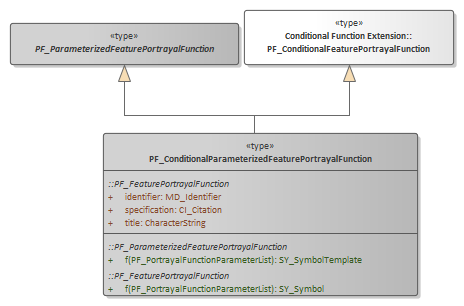 «type»
PF_ParameterizedFeaturePortrayalFunction
«type»
Conditional Function Extension::
PF_ConditionalFeaturePortrayalFunction
«type»
PF_ConditionalParameterizedFeaturePortrayalFunction
::PF_FeaturePortrayalFunction
+ identifier: MD_Identifier
+ specification: CI_Citation
+ title: CharacterString
::PF_ParameterizedFeaturePortrayalFunction
+ f(PF_PortrayalFunctionParameterList): SY_SymbolTemplate
::PF_FeaturePortrayalFunction
+ f(PF_PortrayalFunctionParameterList): SY_Symbol